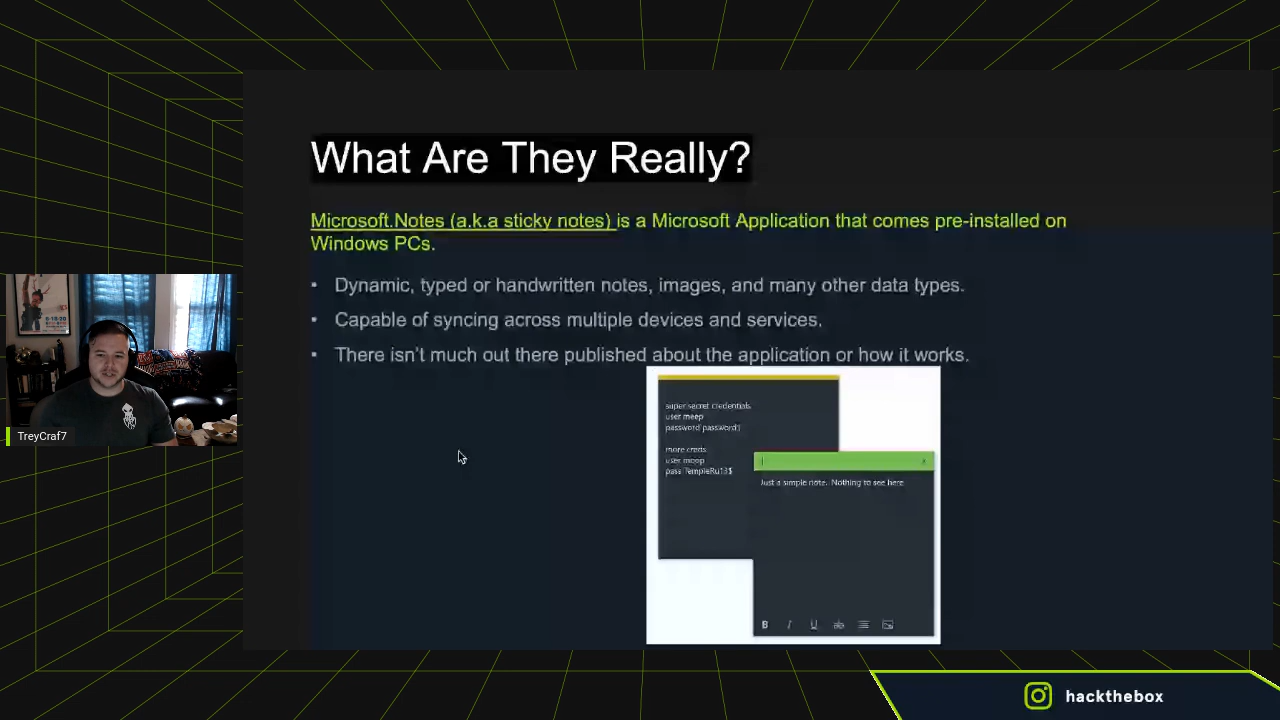 What Are They Really?
Microsoft.Notes (a.k.a sticky notes) is a Microsoft Application that comes pre-installed on
Windows PCs.
• Dynamic, typed or handwritten notes, images, and many other data types.
• Capable of syncing across multiple devices and services.
• There isn't much out there published about the application or how it works.
super secret credentials
user meep
password password
more creds
user moop
pass TempleRu13$
Just a simple note. Nothing to see here.
B I U ab
TreyCraf7
hackthebox